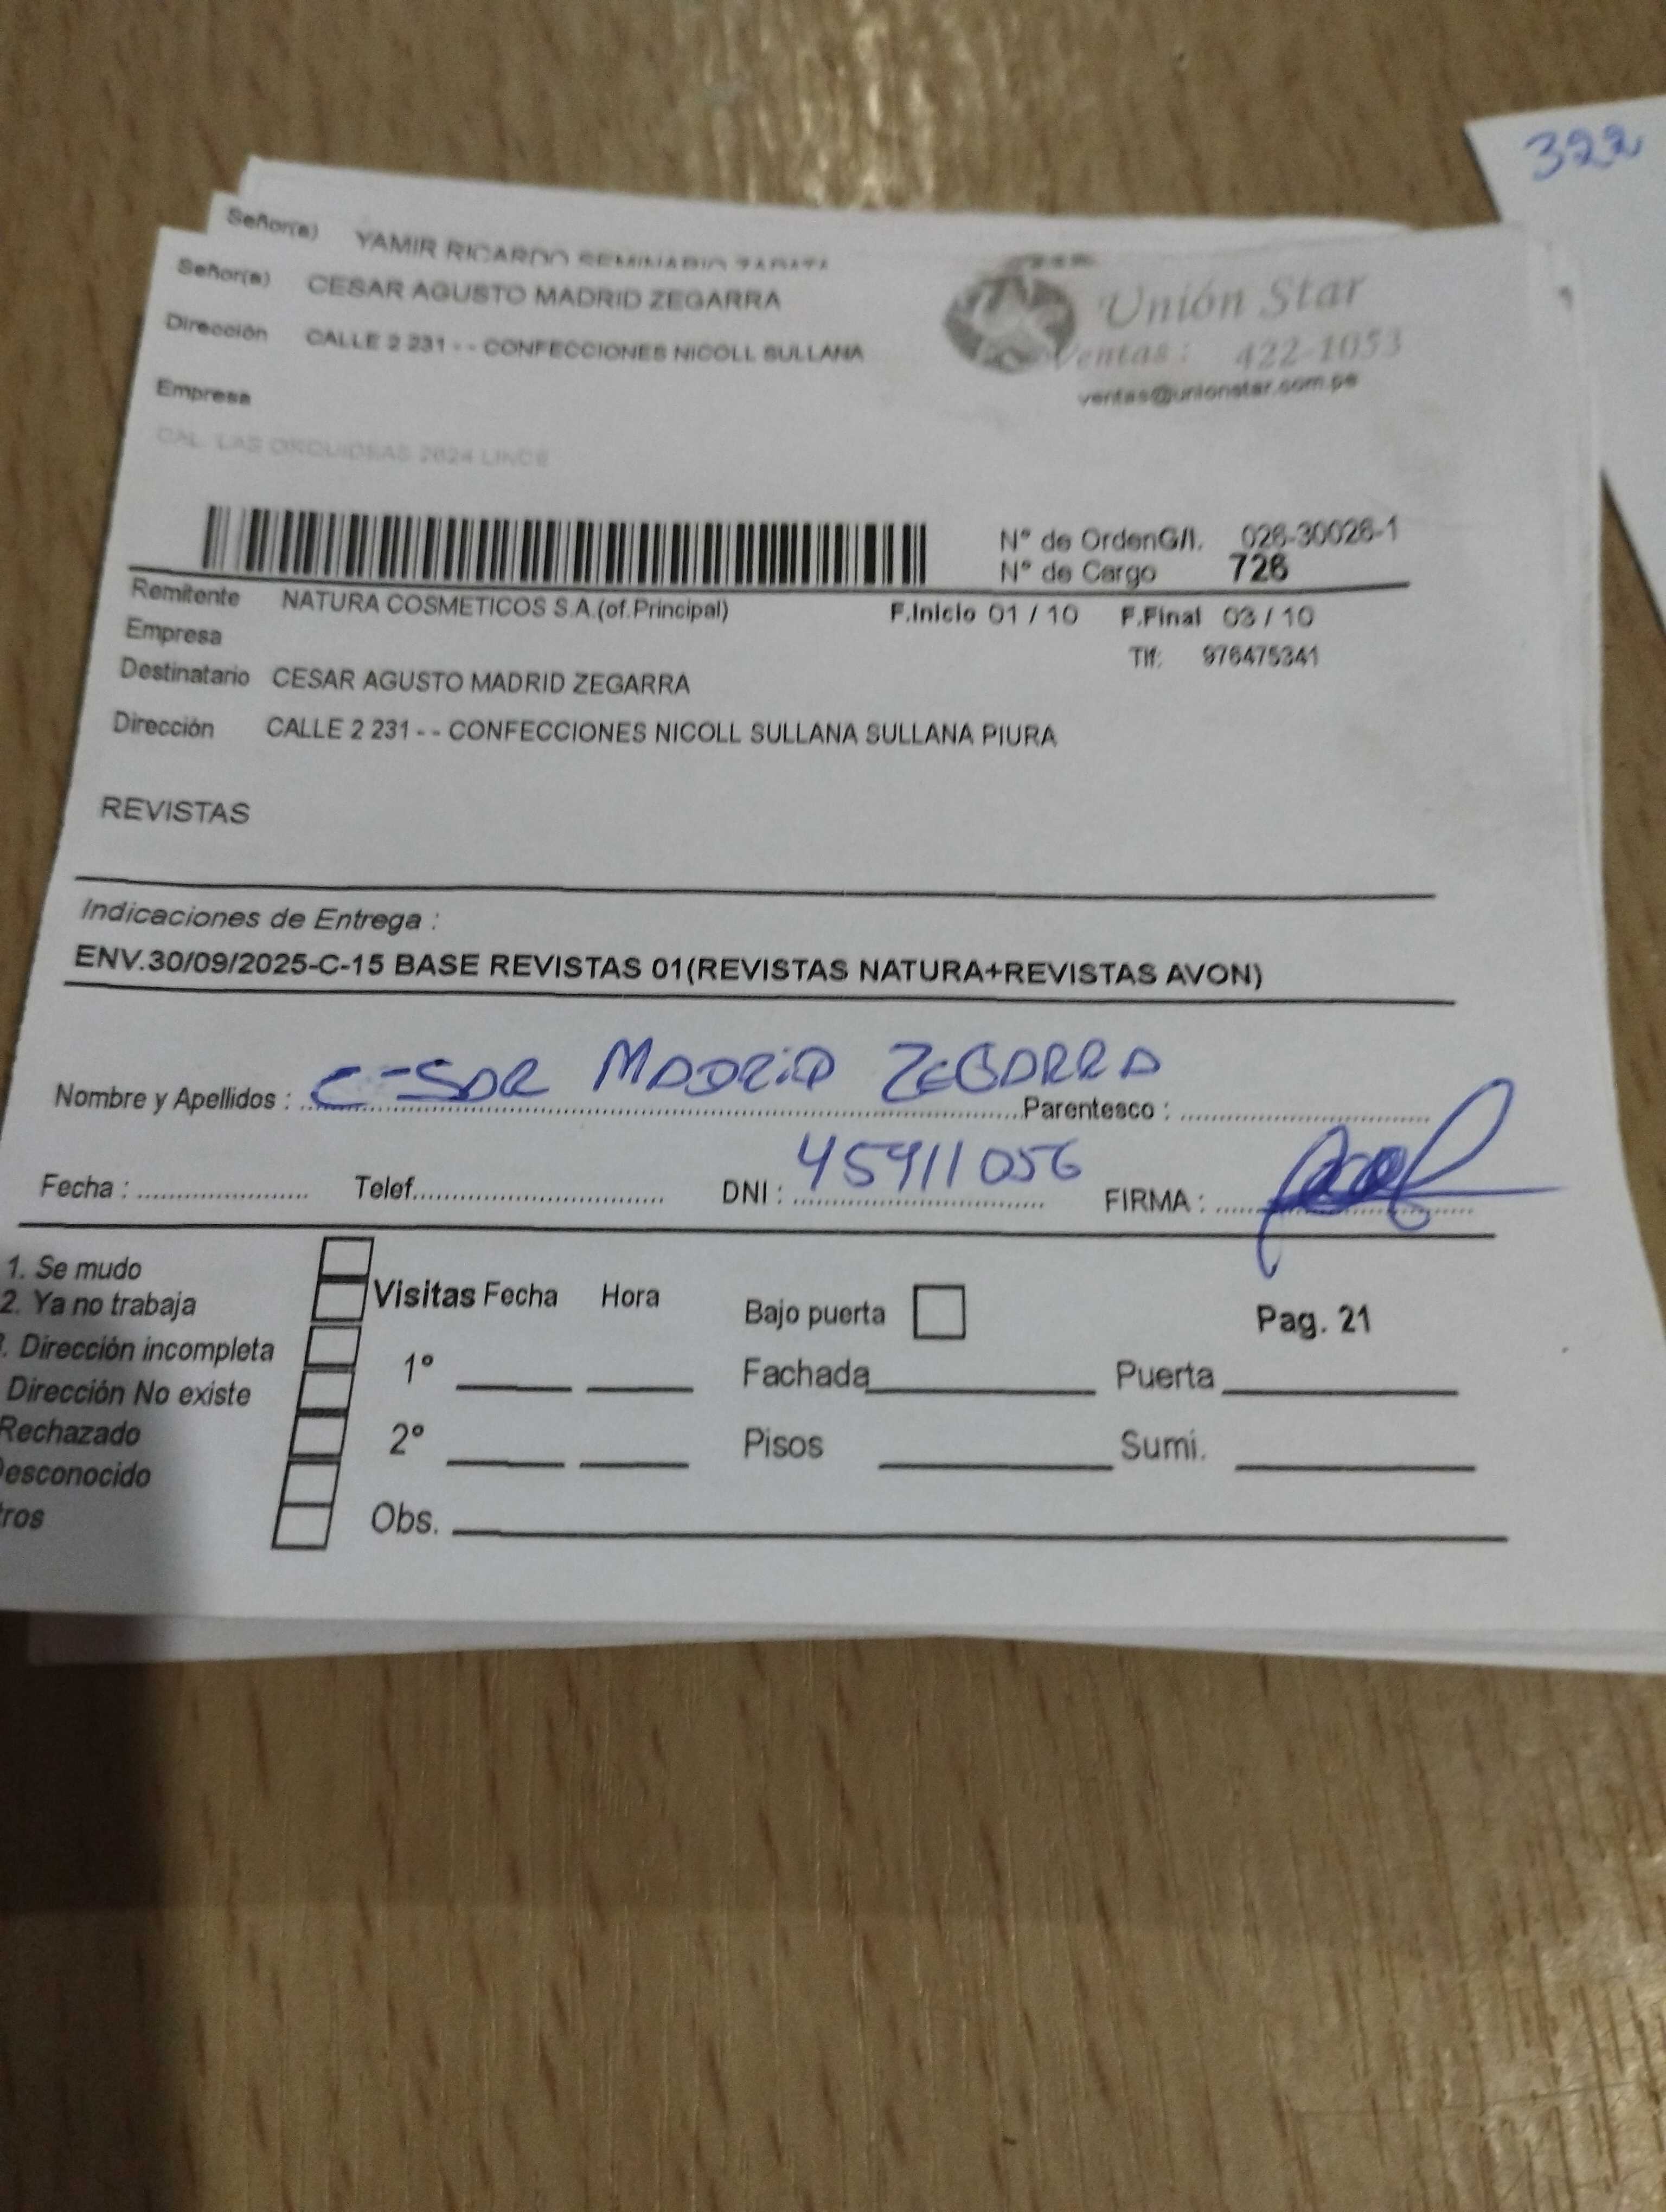 322
Señor(a) YAMIR RICARDO SEMINARIO ZAPATA
Señor(a) CESAR AGUSTO MADRID ZEGARRA
Dirección CALLE 2 231 - - CONFECCIONES NICOLL SULLANA
Unión Star
Ventas : 422-1053
ventas@unionstar.com.pe
Empresa
CAL. LAS ORQUIDEAS 2624 LINCE
N° de OrdenG/I. 026-30026-1
N° de Cargo 726
Remitente NATURA COSMETICOS S.A.(of.Principal) F.Inicio 01 / 10 F.Final 03 / 10
Empresa
Tlf: 976475341
Destinatario CESAR AGUSTO MADRID ZEGARRA
Dirección CALLE 2 231 - - CONFECCIONES NICOLL SULLANA SULLANA PIURA
REVISTAS
Indicaciones de Entrega :
ENV.30/09/2025-C-15 BASE REVISTAS 01(REVISTAS NATURA+REVISTAS AVON)
Nombre y Apellidos : CESAR MADRID ZEGARRA Parentesco :
Fecha : Telef. DNI : 45911056 FIRMA :
1. Se mudo
2. Ya no trabaja
. Dirección incompleta
Dirección No existe
Rechazado
Desconocido
tros
Visitas Fecha Hora
1°
2°
Obs.
Bajo puerta Pag. 21
Fachada Puerta
Pisos Sumi.